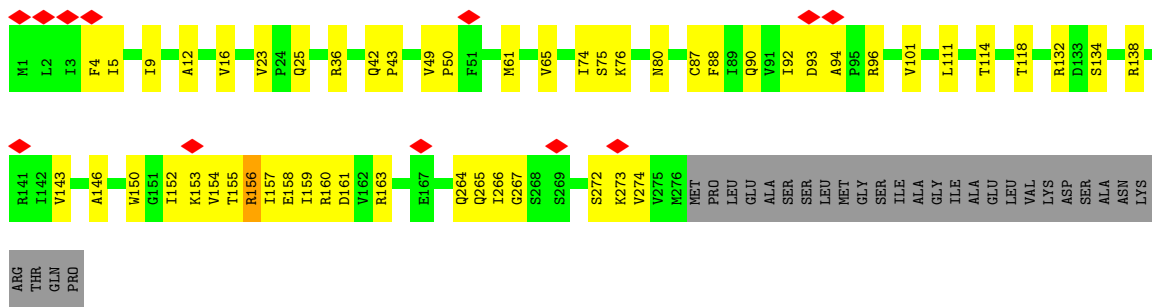 M1 L2 I3 F4 I5 I9 A12 V16 V23 P24 Q25 R36 Q42 P43 V49 P50 F51 M61 V65 I74 S75 K76 N80 C87 F88 I89 Q90 V91 I92 D93 A94 P95 R96 V101 L111 T114 T118 R132 D133 S134 R138
R141 I142 V143 A146 W150 G151 I152 K153 V154 T155 R156 I157 E158 I159 R160 D161 V162 R163 E167 Q264 Q265 I266 G267 S268 S269 S272 K273 V274 V275 M276 MET PRO LEU GLU ALA SER SER LEU MET GLY SER ILE ALA GLY ILE ALA GLU LEU VAL LYS ASP SER ALA ASN LYS
ARG THR GLN PRO